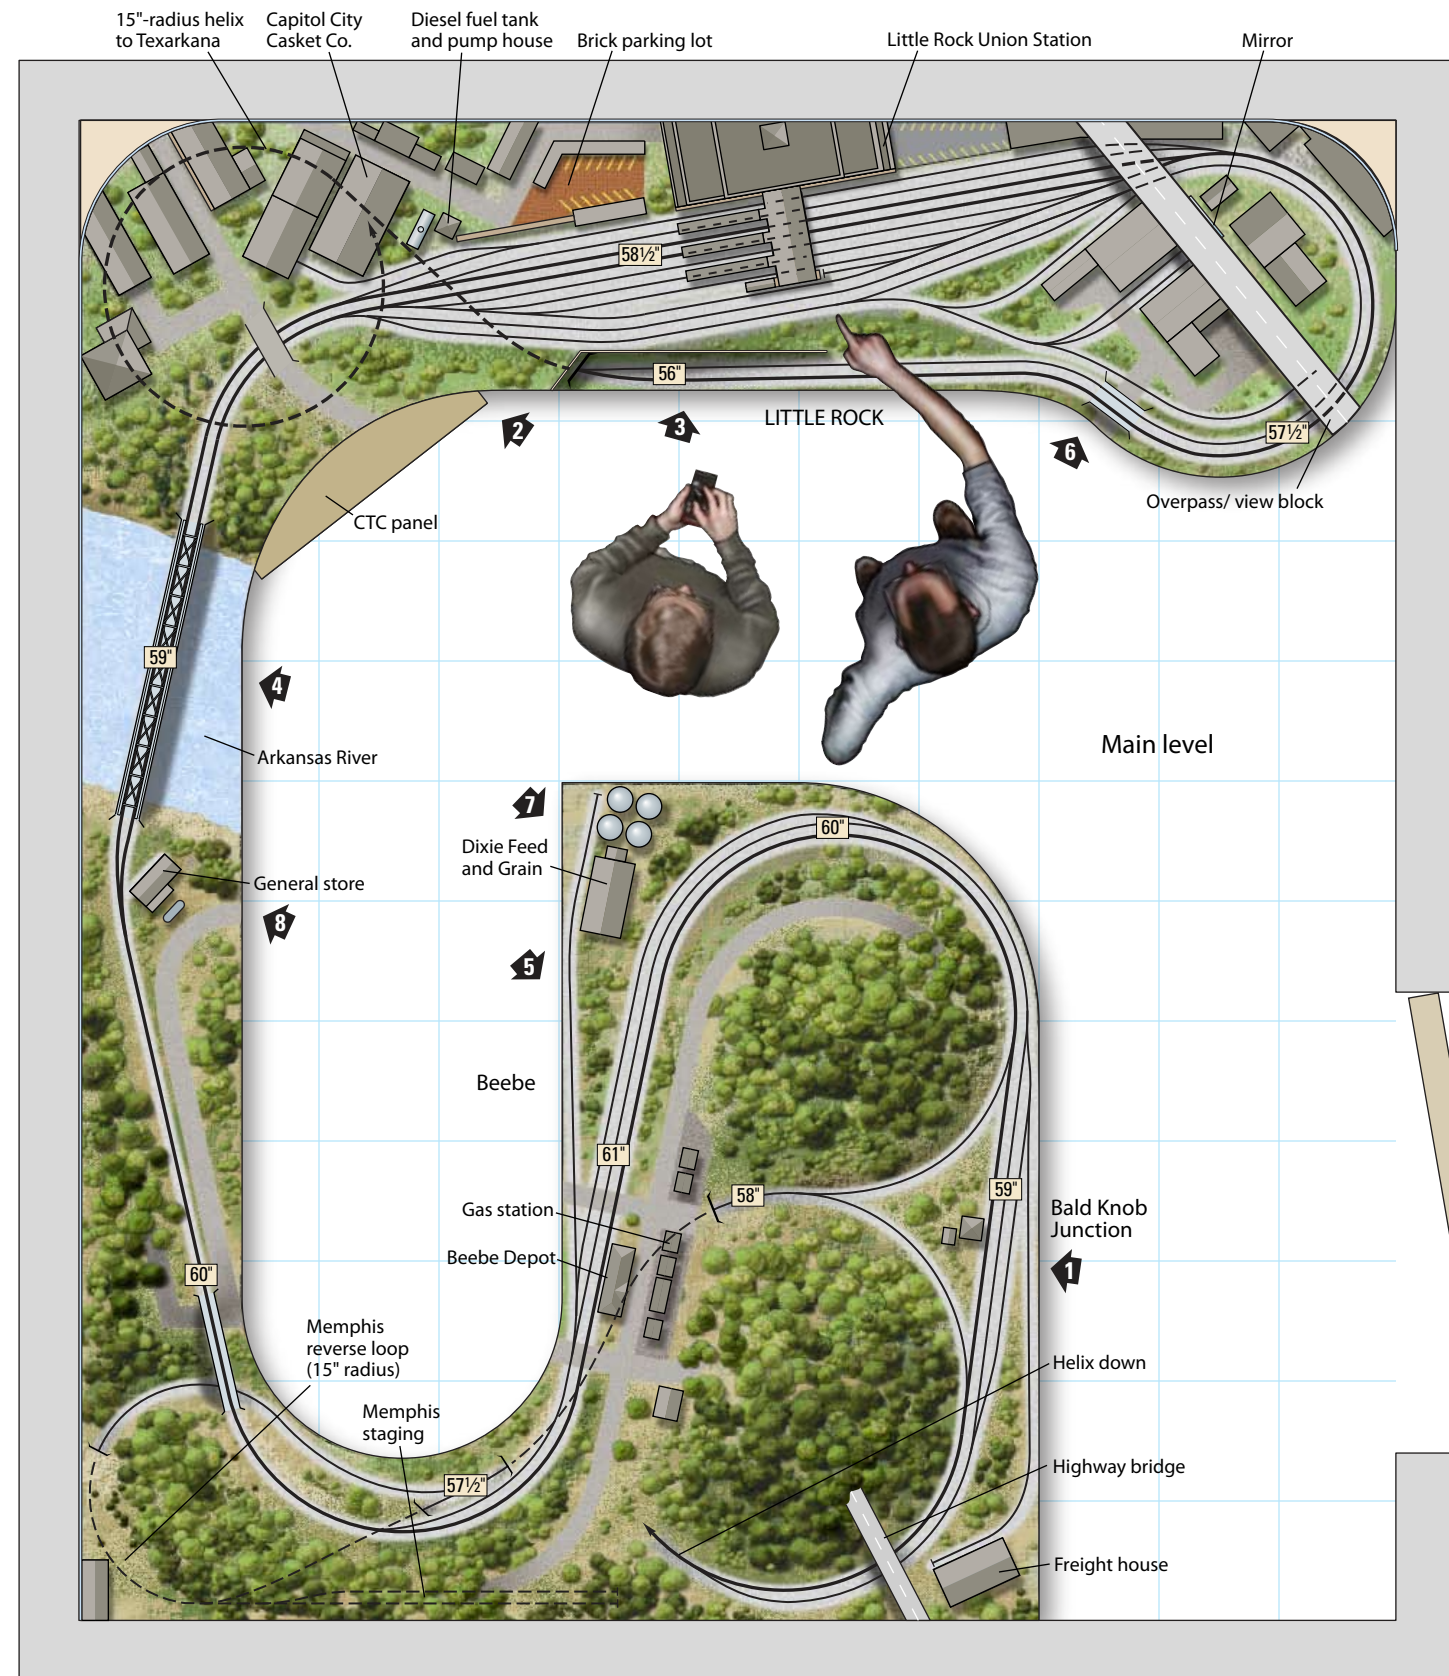 15"-radius helix
to Texarkana
Capitol City
Casket Co.
Diesel fuel tank
and pump house
Brick parking lot
Little Rock Union Station
Mirror
58½"
56"
LITTLE ROCK
2
3
6
57½"
Overpass/ view block
CTC panel
59"
4
Arkansas River
Main level
7
60"
Dixie Feed
and Grain
General store
8
5
Beebe
61"
58"
59"
Gas station
Bald Knob
Junction
Beebe Depot
1
60"
Memphis
reverse loop
(15" radius)
Helix down
Memphis
staging
Highway bridge
57½"
Freight house